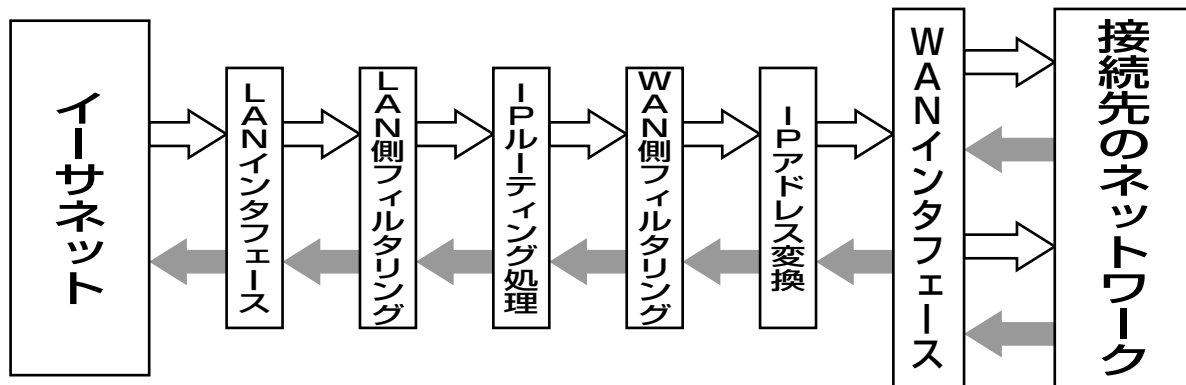 イーサネット
LANインタフェース
LAN側フィルタリング
IPルーティング処理
WAN側フィルタリング
IPアドレス変換
WANインタフェース
接続先のネットワーク